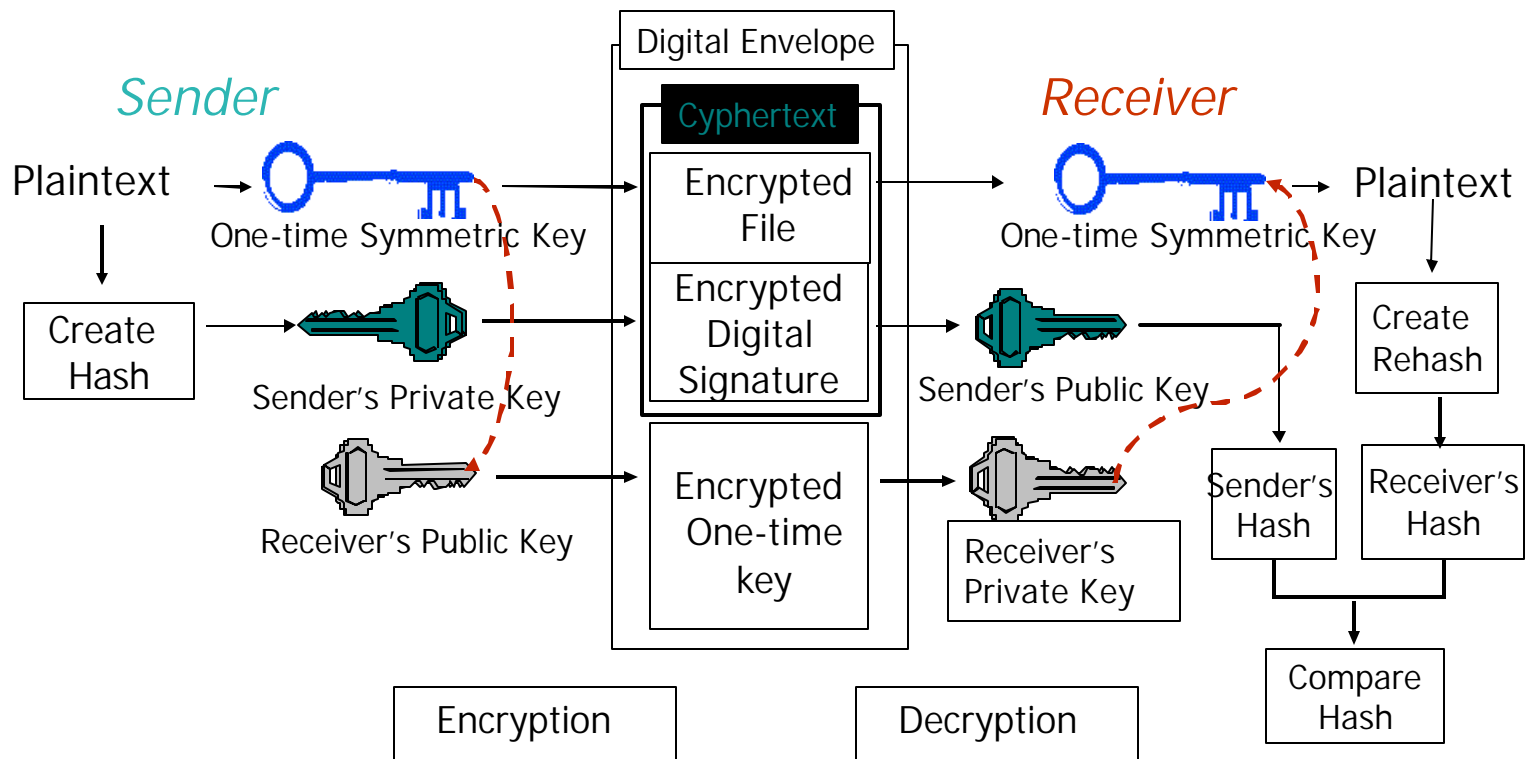 Digital Envelope
Sender
Receiver
Cyphertext
Plaintext
One-time Symmetric Key
Encrypted
File
One-time Symmetric Key
Plaintext
Create
Hash
Sender's Private Key
Encrypted
Digital
Signature
Sender's Public Key
Create
Rehash
Receiver's Public Key
Encrypted
One-time
key
Receiver's
Private Key
Sender's
Hash
Receiver's
Hash
Compare
Hash
Encryption
Decryption